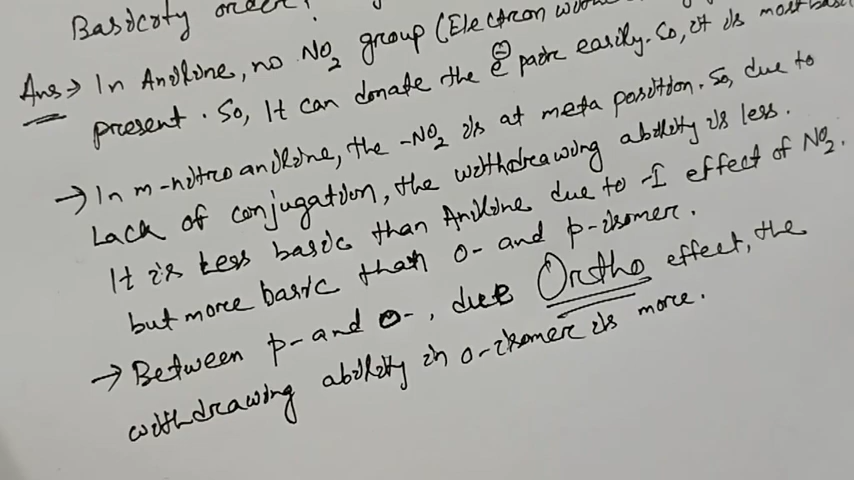 Basicity order?
Ans → In Aniline, no NO2 group (Electron
present. So, It can donate the e⊖ pair easily. So, it is most basic
→ In m-nitroaniline, the -NO2 is at meta position. So, due to
Lack of conjugation, the withdrawing ability is less.
It is Less basic than Aniline due to -I effect of NO2.
but more basic than o- and p-isomer.
→ Between p- and o-, due Ortho effect, the
withdrawing ability in o-isomer is more.